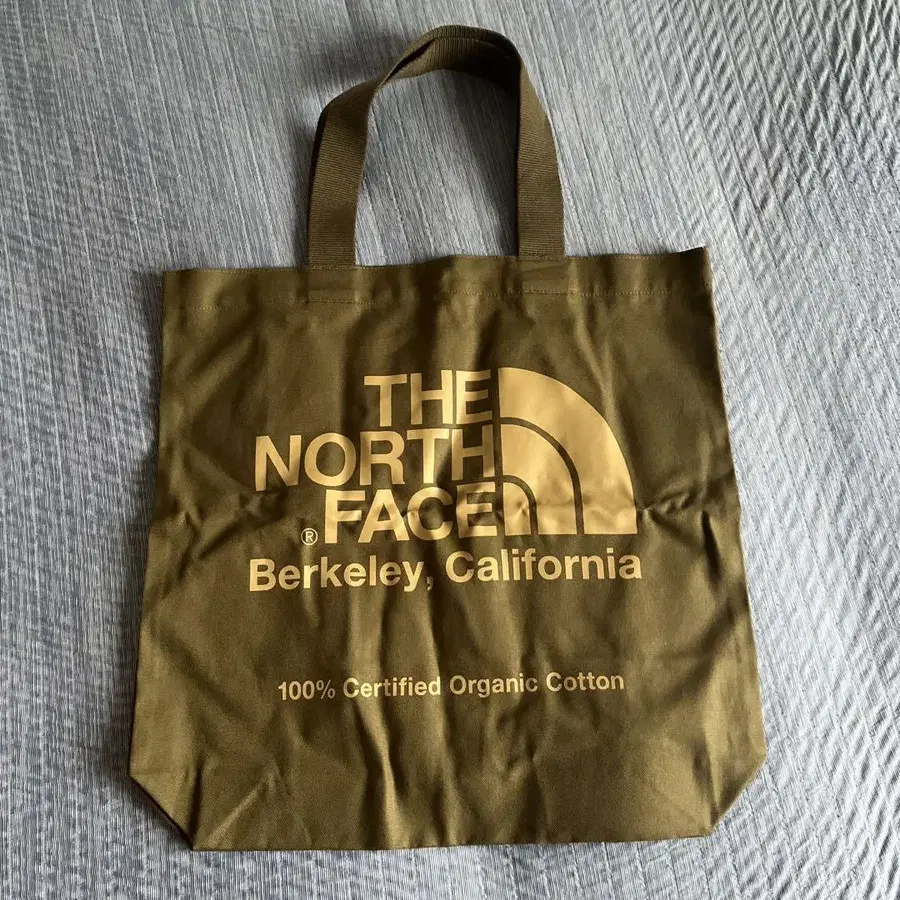 THE
NORTH
® FACE
Berkeley, California
100% Certified Organic Cotton